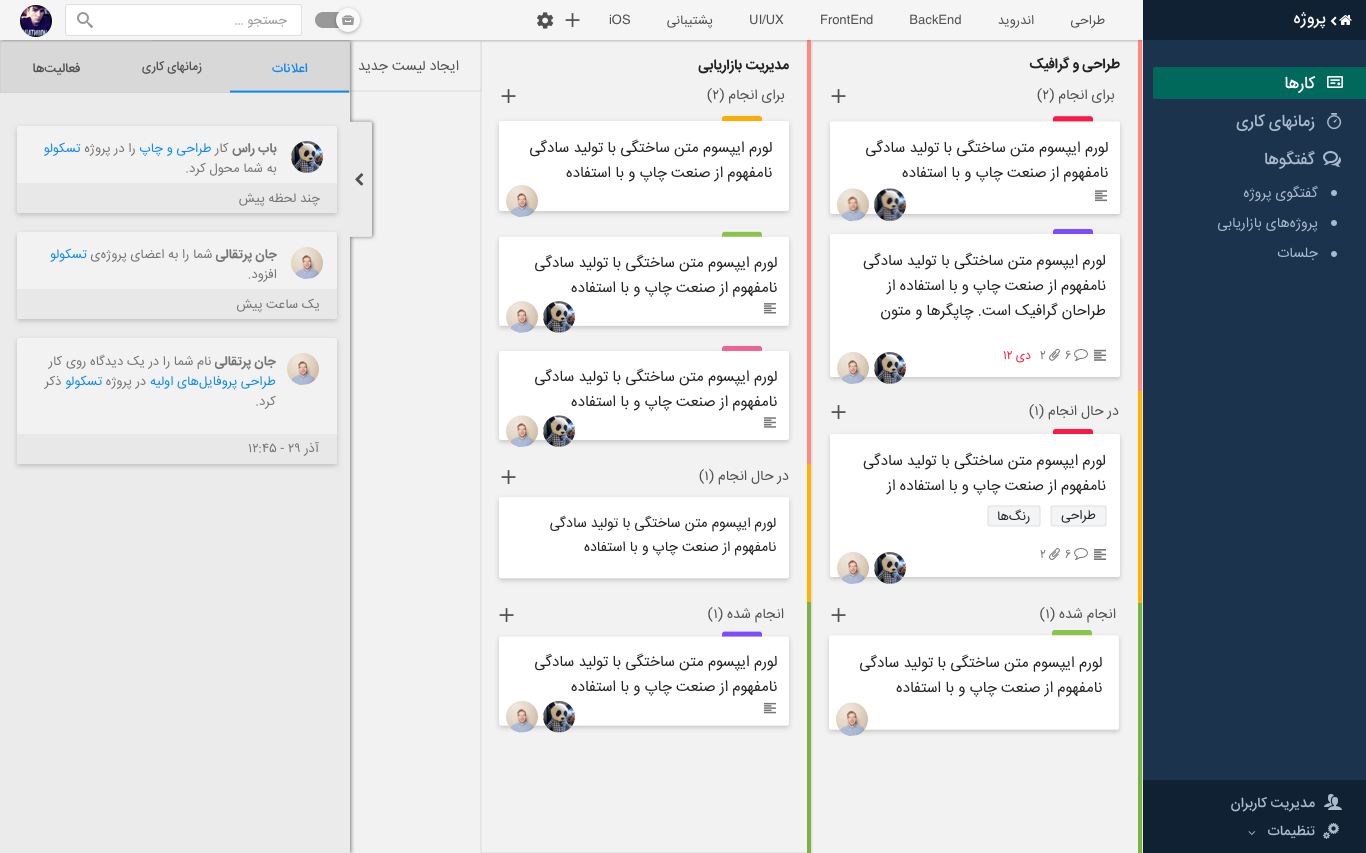 پروژه
کارها
زمانهای کاری
گفتگوها
گفتگوی پروژه
پروژه‌های بازاریابی
جلسات
مدیریت کاربران
تنظیمات
طراحی
اندروید
BackEnd
FrontEnd
UI/UX
پشتیبانی
iOS
جستجو ...
طراحی و گرافیک
برای انجام (۲)
لورم ایپسوم متن ساختگی با تولید سادگی
نامفهوم از صنعت چاپ و با استفاده
لورم ایپسوم متن ساختگی با تولید سادگی
نامفهوم از صنعت چاپ و با استفاده از
طراحان گرافیک است. چاپگرها و متون
۶ ۲ دی ۱۲
در حال انجام (۱)
لورم ایپسوم متن ساختگی با تولید سادگی
نامفهوم از صنعت چاپ و با استفاده از
طراحی رنگ‌ها
۶ ۲
انجام شده (۱)
لورم ایپسوم متن ساختگی با تولید سادگی
نامفهوم از صنعت چاپ و با استفاده
مدیریت بازاریابی
برای انجام (۲)
لورم ایپسوم متن ساختگی با تولید سادگی
نامفهوم از صنعت چاپ و با استفاده
لورم ایپسوم متن ساختگی با تولید سادگی
نامفهوم از صنعت چاپ و با استفاده
لورم ایپسوم متن ساختگی با تولید سادگی
نامفهوم از صنعت چاپ و با استفاده
در حال انجام (۱)
لورم ایپسوم متن ساختگی با تولید سادگی
نامفهوم از صنعت چاپ و با استفاده
انجام شده (۱)
لورم ایپسوم متن ساختگی با تولید سادگی
نامفهوم از صنعت چاپ و با استفاده
ایجاد لیست جدید
اعلانات
زمانهای کاری
فعالیت‌ها
باب راس کار طراحی و چاپ را در پروژه تسکولو
به شما محول کرد.
چند لحظه پیش
جان پرتقالی شما را به اعضای پروژه‌ی تسکولو
افزود.
یک ساعت پیش
جان پرتقالی نام شما را در یک دیدگاه روی کار
طراحی پروفایل‌های اولیه در پروژه تسکولو ذکر
کرد.
آذر ۲۹ - ۱۲:۴۵